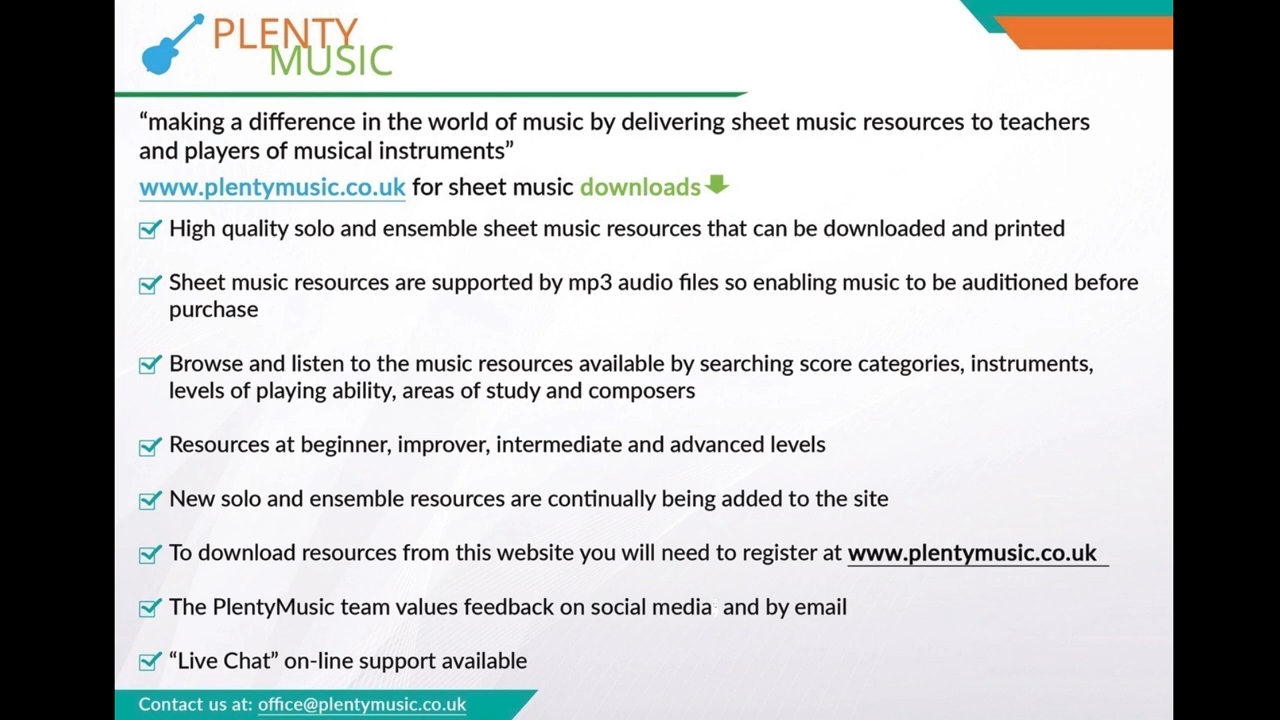 PLENTY
MUSIC
“making a difference in the world of music by delivering sheet music resources to teachers
and players of musical instruments”
www.plentymusic.co.uk for sheet music downloads
High quality solo and ensemble sheet music resources that can be downloaded and printed
Sheet music resources are supported by mp3 audio files so enabling music to be auditioned before
purchase
Browse and listen to the music resources available by searching score categories, instruments,
levels of playing ability, areas of study and composers
Resources at beginner, improver, intermediate and advanced levels
New solo and ensemble resources are continually being added to the site
To download resources from this website you will need to register at www.plentymusic.co.uk
The PlentyMusic team values feedback on social media and by email
“Live Chat” on-line support available
Contact us at: office@plentymusic.co.uk